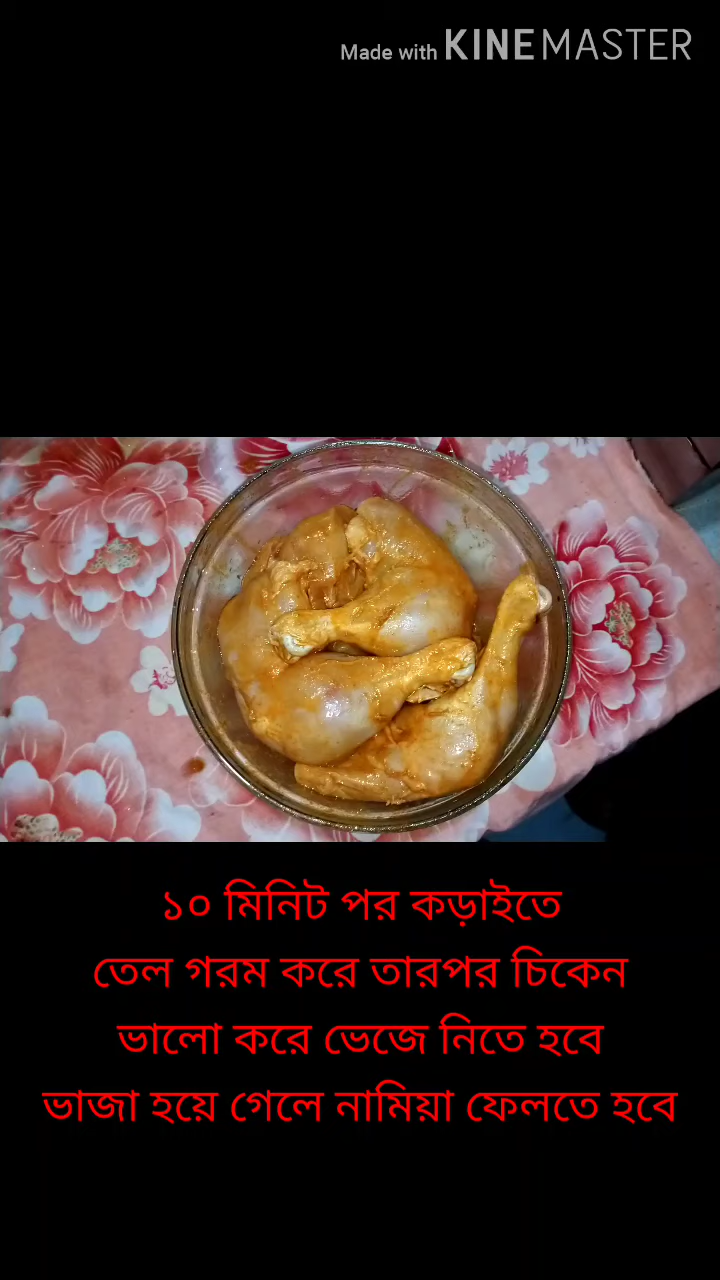 Made with KINEMASTER
১০ মিনিট পর কড়াইতে
তেল গরম করে তারপর চিকেন
ভালো করে ভেজে নিতে হবে
ভাজা হয়ে গেলে নামিয়া ফেলতে হবে